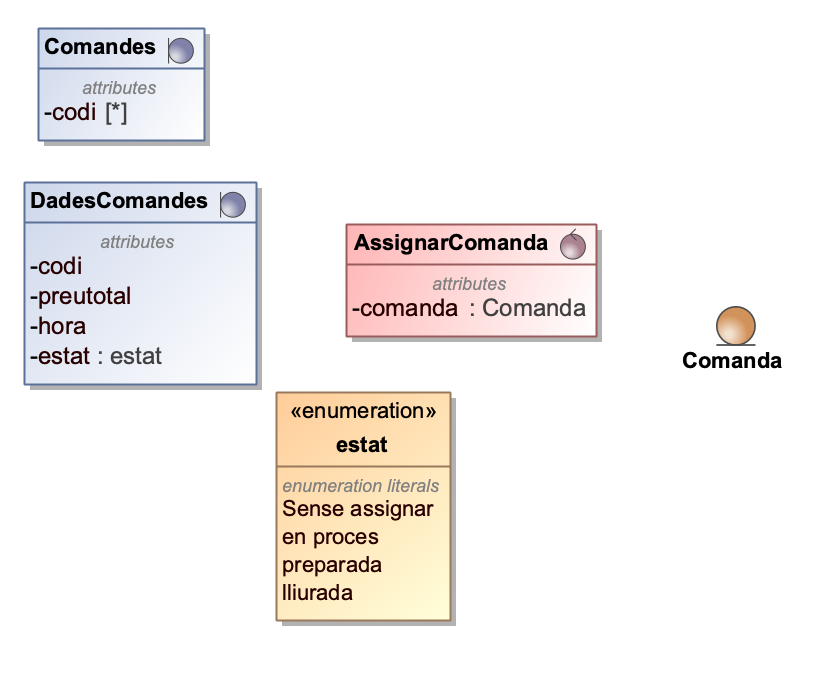 Comandes
attributes
-codi [*]
DadesComandes
attributes
-codi
-preutotal
-hora
-estat : estat
AssignarComanda
attributes
-comanda : Comanda
Comanda
«enumeration»
estat
enumeration literals
Sense assignar
en proces
preparada
lliurada